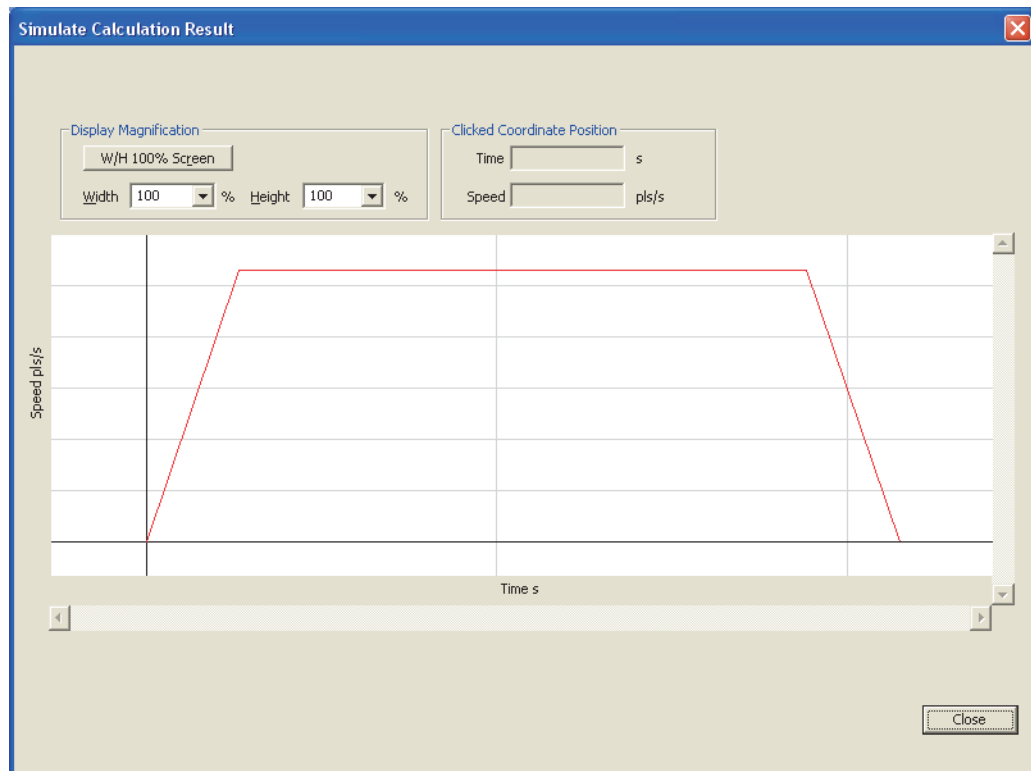 Simulate Calculation Result
Display Magnification
W/H 100% Screen
Width 100 % Height 100 %
Clicked Coordinate Position
Time s
Speed pls/s
Speed pls/s
Time s
Close